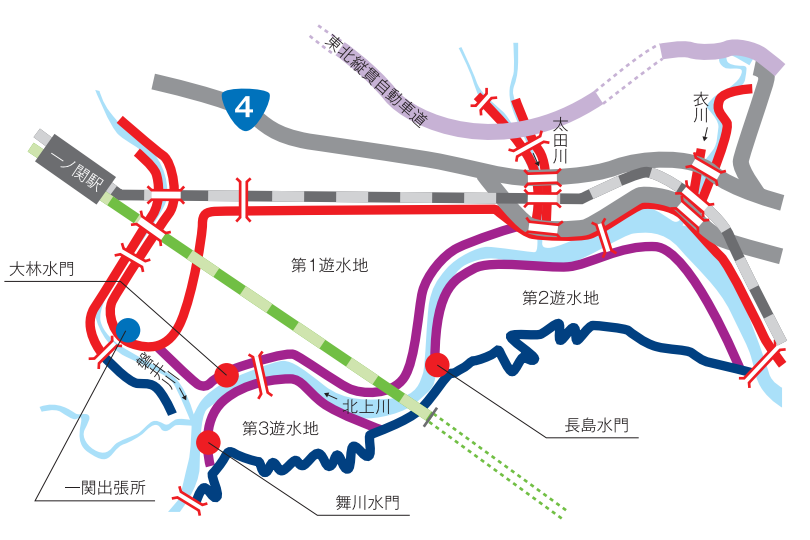 東北縦貫自動車道
4
衣川
太田川
一ノ関駅
大林水門
第1遊水地
第2遊水地
磐井川
北上川
第3遊水地
長島水門
一関出張所
舞川水門